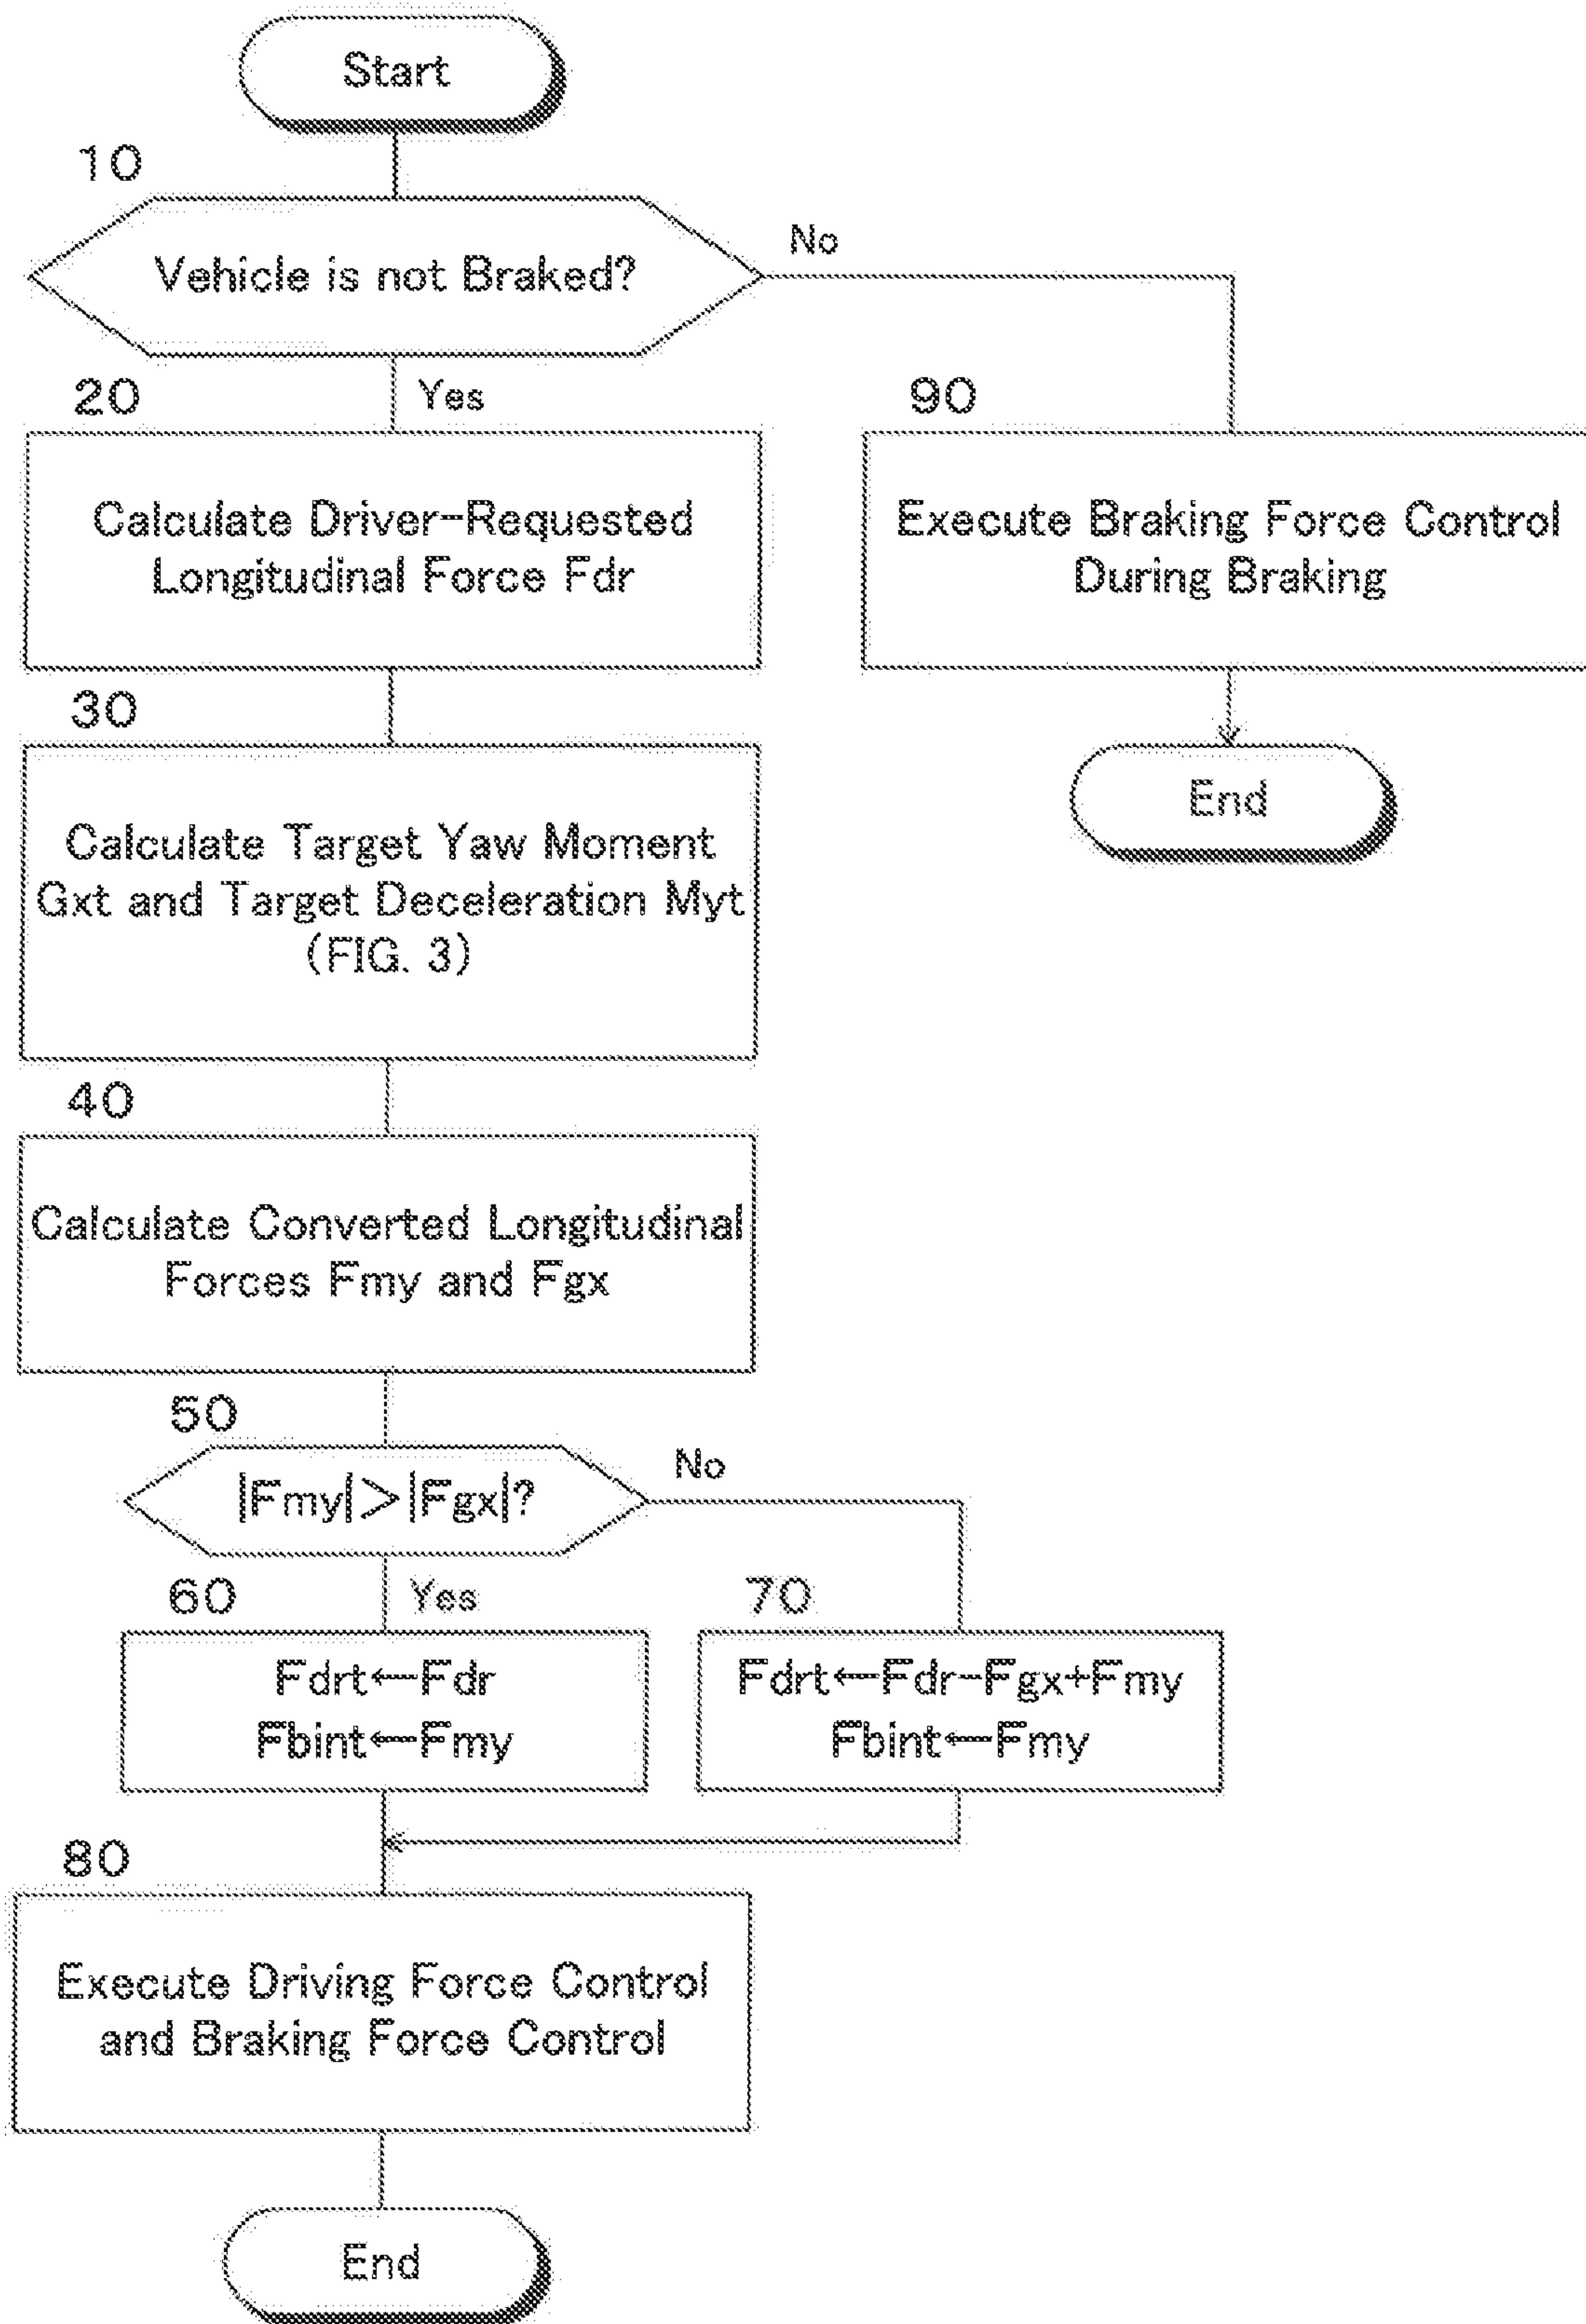 Start
10
Vehicle is not Braked?
No
20
Yes
90
Calculate Driver-Requested
Longitudinal Force Fdr
Execute Braking Force Control
During Braking
30
Calculate Target Yaw Moment
Gxt and Target Deceleration Myt
(FIG. 3)
End
40
Calculate Converted Longitudinal
Forces Fmy and Fgx
50
|Fmy|>|Fgx|?
No
60
Yes
70
Fdrt←Fdr
Fbint←Fmy
Fdrt←Fdr-Fgx+Fmy
Fbint←Fmy
80
Execute Driving Force Control
and Braking Force Control
End